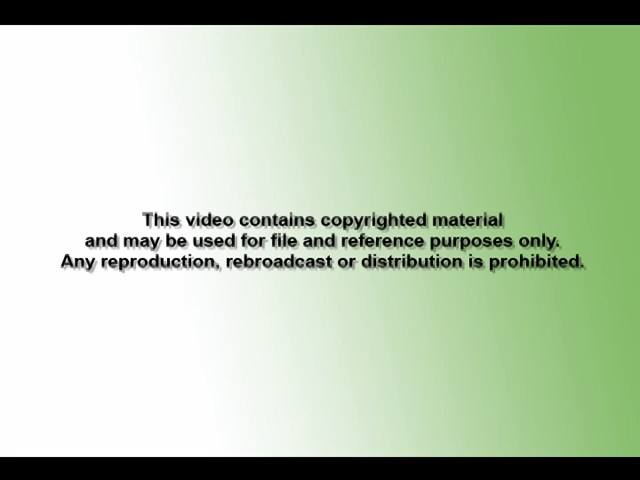 This video contains copyrighted material
and may be used for file and reference purposes only.
Any reproduction, rebroadcast or distribution is prohibited.